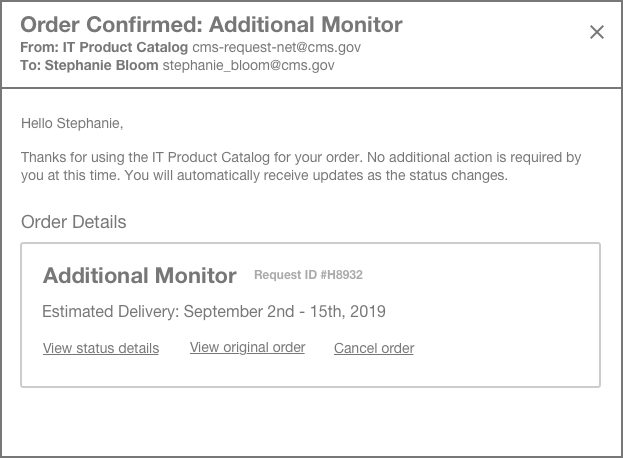 Order Confirmed: Additional Monitor
From: IT Product Catalog cms-request-net@cms.gov
To: Stephanie Bloom stephanie_bloom@cms.gov
Hello Stephanie,
Thanks for using the IT Product Catalog for your order. No additional action is required by
you at this time. You will automatically receive updates as the status changes.
Order Details
Additional Monitor Request ID #H8932
Estimated Delivery: September 2nd - 15th, 2019
View status details View original order Cancel order